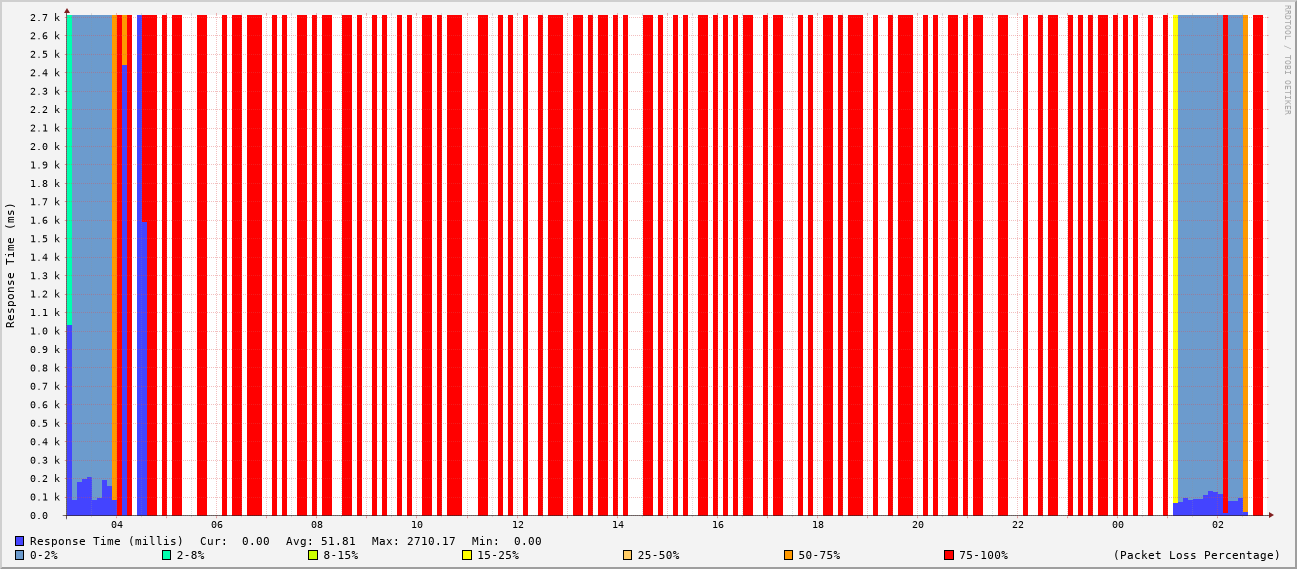 RRDTOOL / TOBI OETIKER
Response Time (ms)
2.7 k
2.6 k
2.5 k
2.4 k
2.3 k
2.2 k
2.1 k
2.0 k
1.9 k
1.8 k
1.7 k
1.6 k
1.5 k
1.4 k
1.3 k
1.2 k
1.1 k
1.0 k
0.9 k
0.8 k
0.7 k
0.6 k
0.5 k
0.4 k
0.3 k
0.2 k
0.1 k
0.0
04 06 08 10 12 14 16 18 20 22 00 02
Response Time (millis) Cur: 0.00 Avg: 51.81 Max: 2710.17 Min: 0.00
0-2% 2-8% 8-15% 15-25% 25-50% 50-75% 75-100% (Packet Loss Percentage)